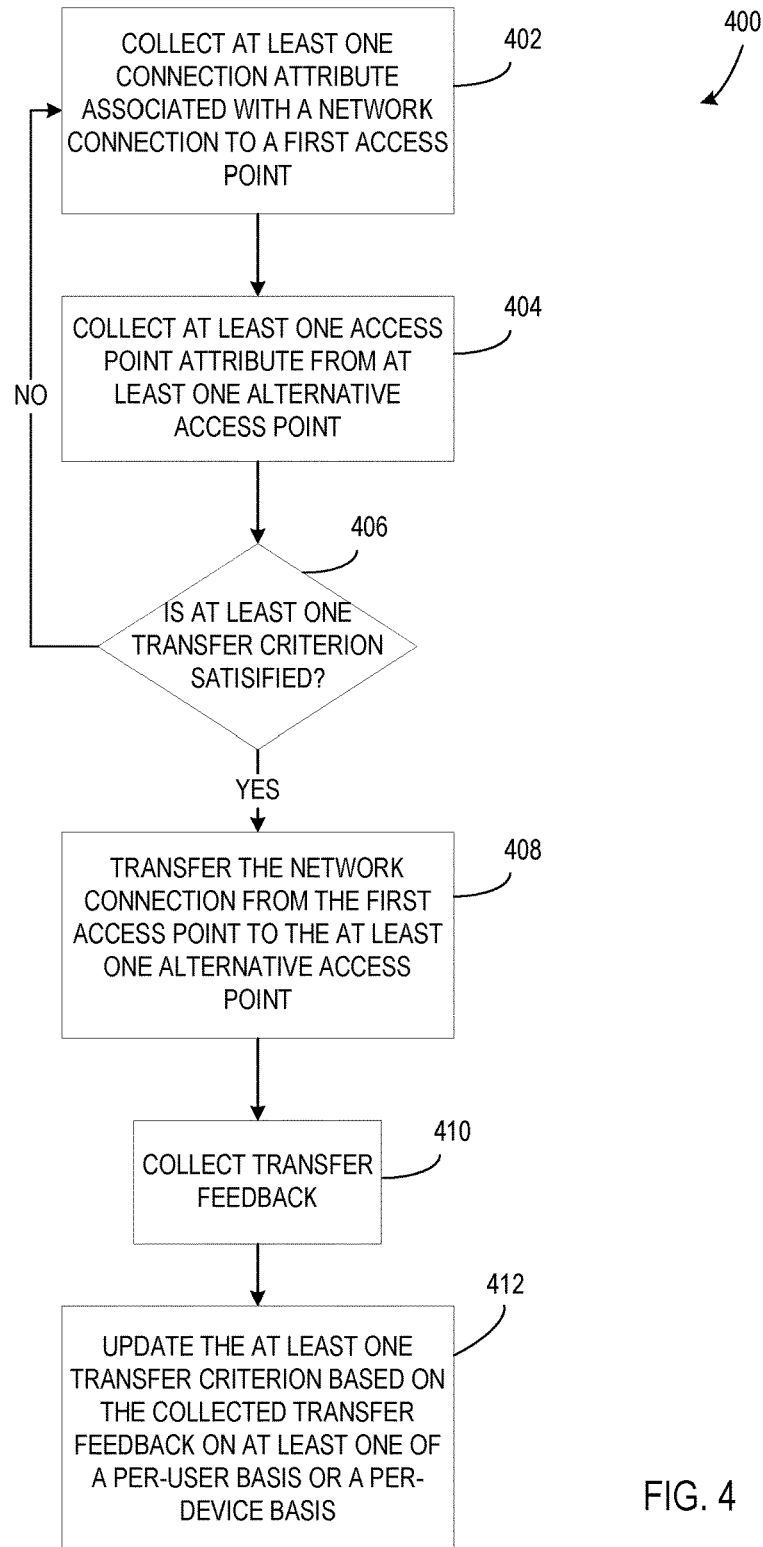 400
COLLECT AT LEAST ONE
CONNECTION ATTRIBUTE
ASSOCIATED WITH A NETWORK
CONNECTION TO A FIRST ACCESS
POINT
402
COLLECT AT LEAST ONE ACCESS
POINT ATTRIBUTE FROM AT
LEAST ONE ALTERNATIVE
ACCESS POINT
404
NO
IS AT LEAST ONE
TRANSFER CRITERION
SATISIFIED?
406
YES
TRANSFER THE NETWORK
CONNECTION FROM THE FIRST
ACCESS POINT TO THE AT LEAST
ONE ALTERNATIVE ACCESS
POINT
408
COLLECT TRANSFER
FEEDBACK
410
UPDATE THE AT LEAST ONE
TRANSFER CRITERION BASED ON
THE COLLECTED TRANSFER
FEEDBACK ON AT LEAST ONE OF
A PER-USER BASIS OR A PER-
DEVICE BASIS
412
FIG. 4